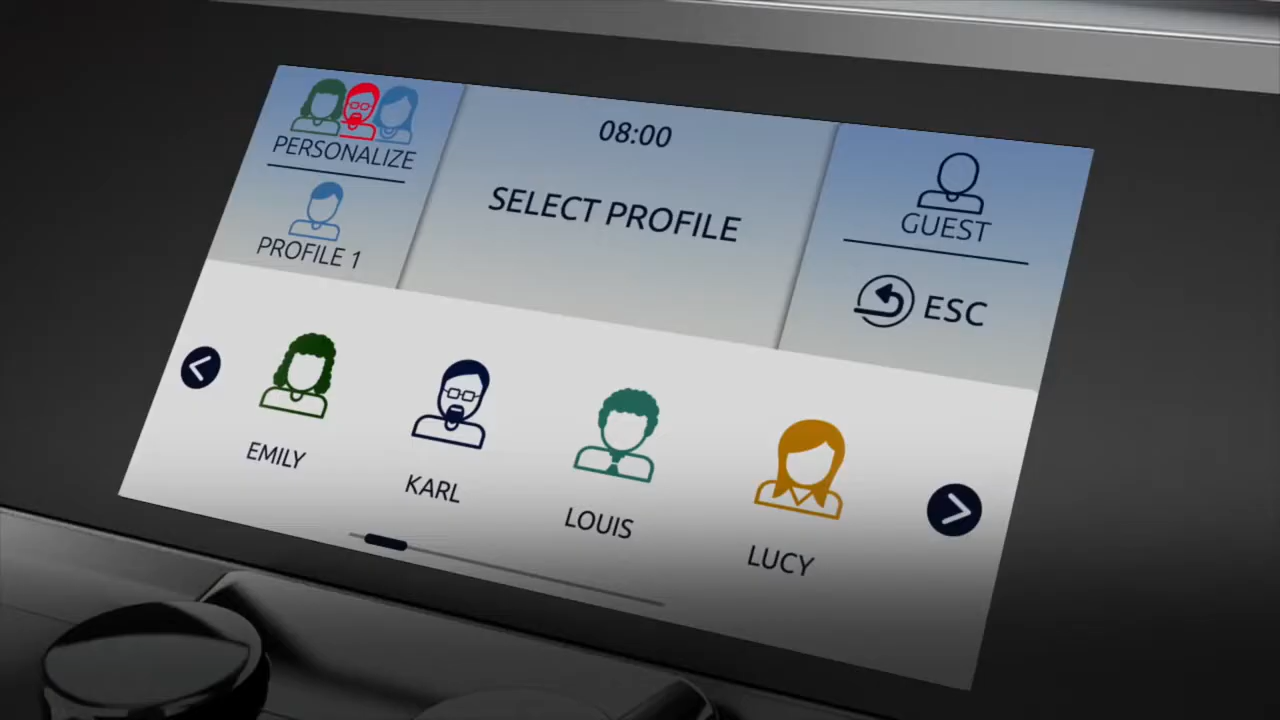 PERSONALIZE
PROFILE 1
08:00
SELECT PROFILE
GUEST
ESC
EMILY
KARL
LOUIS
LUCY